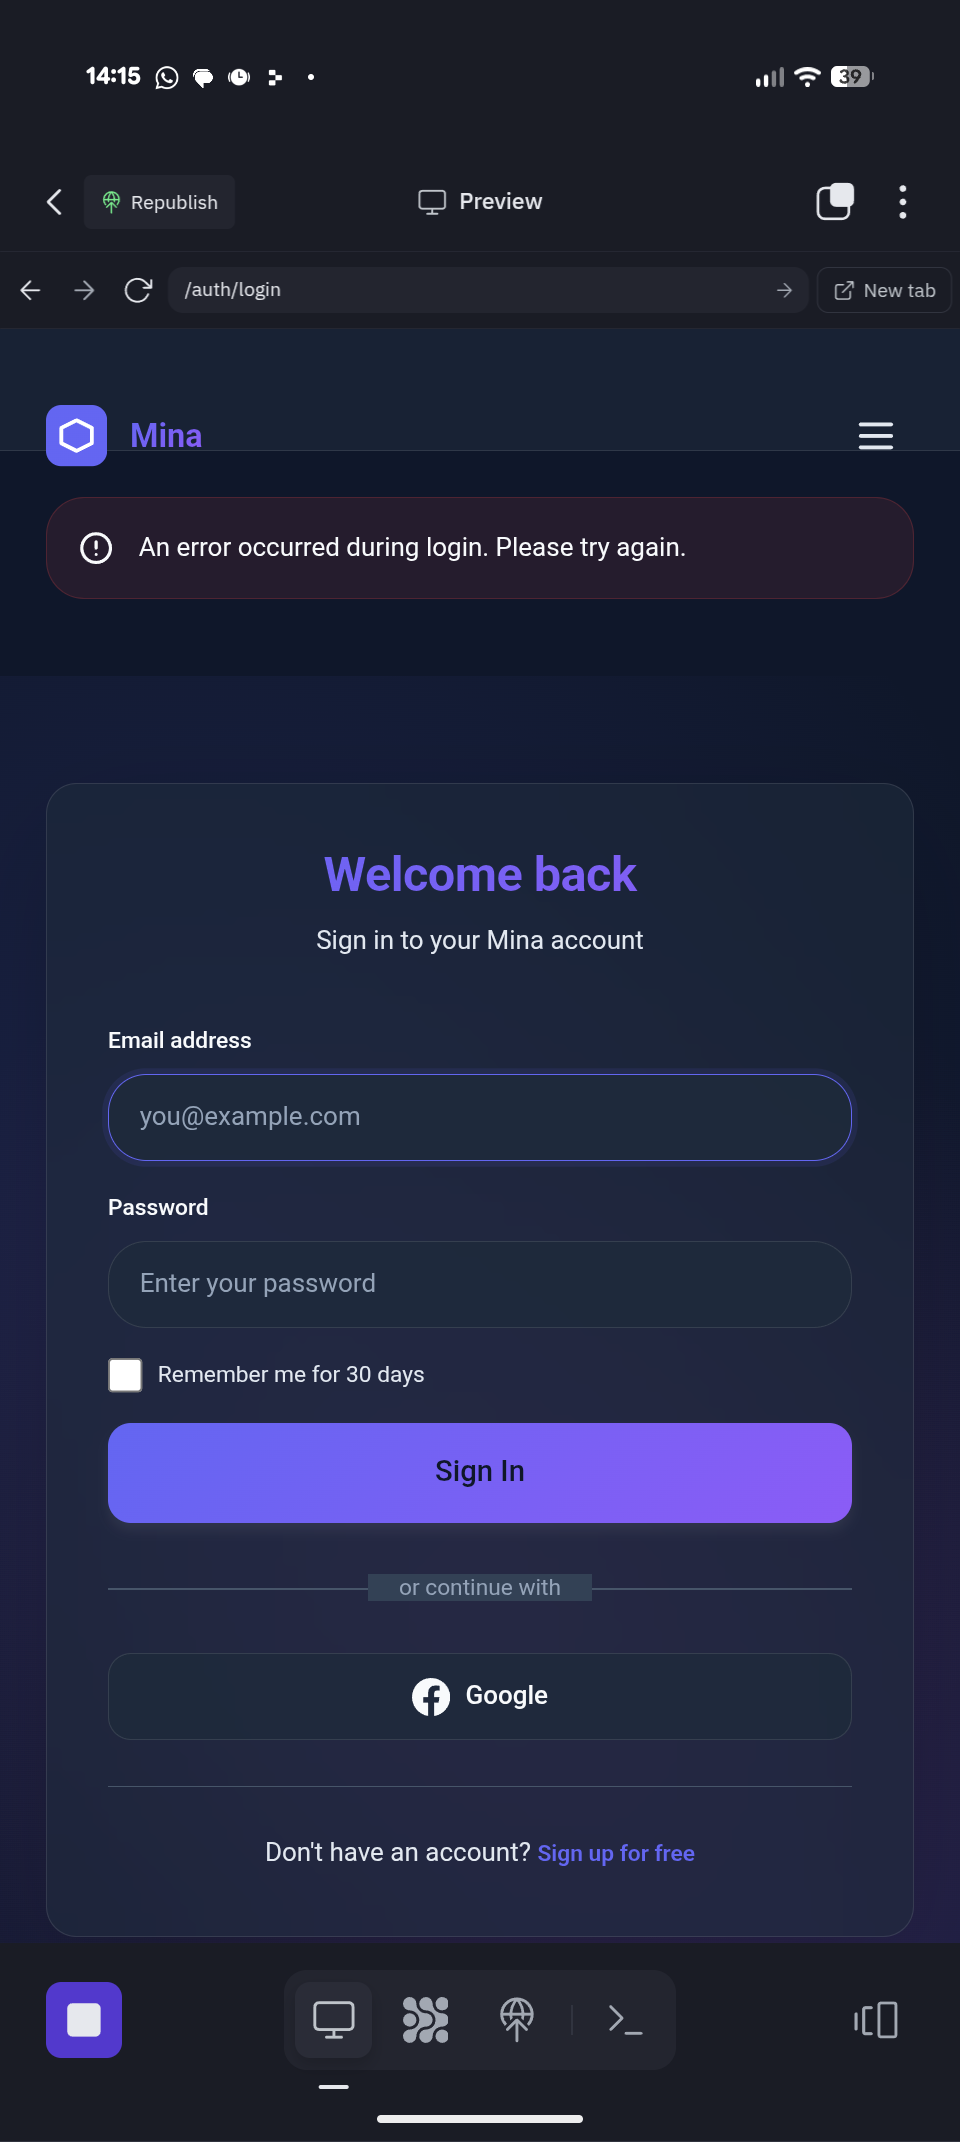 14:15
39
Republish
Preview
/auth/login
New tab
Mina
An error occurred during login. Please try again.
Welcome back
Sign in to your Mina account
Email address
you@example.com
Password
Enter your password
Remember me for 30 days
Sign In
or continue with
Google
Don't have an account? Sign up for free